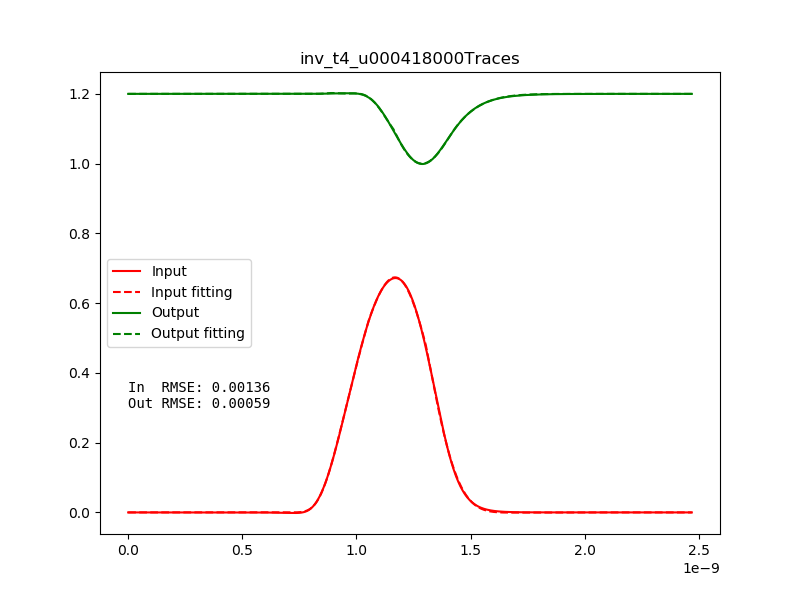 inv_t4_u000418000Traces
1.2
1.0
0.8
0.6
0.4
0.2
0.0
Input
Input fitting
Output
Output fitting
In  RMSE: 0.00136
Out RMSE: 0.00059
0.0 0.5 1.0 1.5 2.0 2.5
1e−9